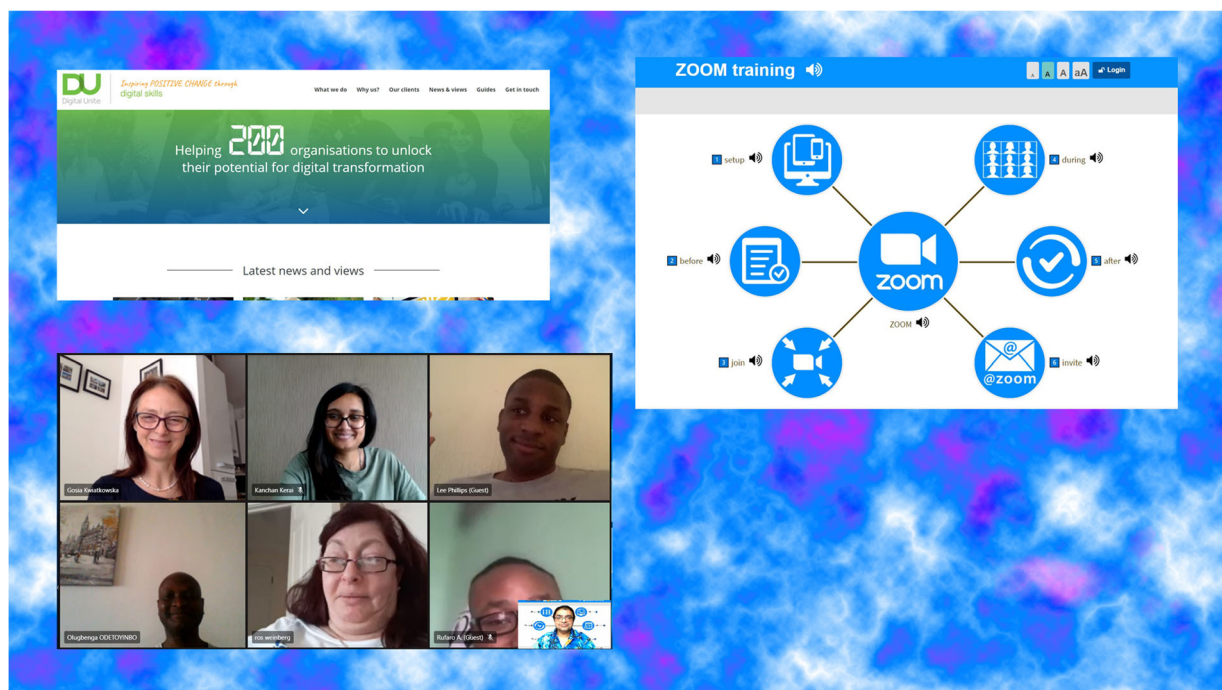 DU
Digital Unite
Inspiring POSITIVE CHANGE through
digital skills
What we do Why us? Our clients News & views Guides Get in touch
Helping 200 organisations to unlock
their potential for digital transformation
Latest news and views
ZOOM training
A A A aA Login
1 setup
4 during
2 before
zoom
5 after
ZOOM
3 join
@
@zoom
6 invite
Gosia Kwiatkowska
Kanchan Kerai
Lee Phillips (Guest)
Olugbenga ODETOYINBO
ros weinberg
Rufaro A. (Guest)